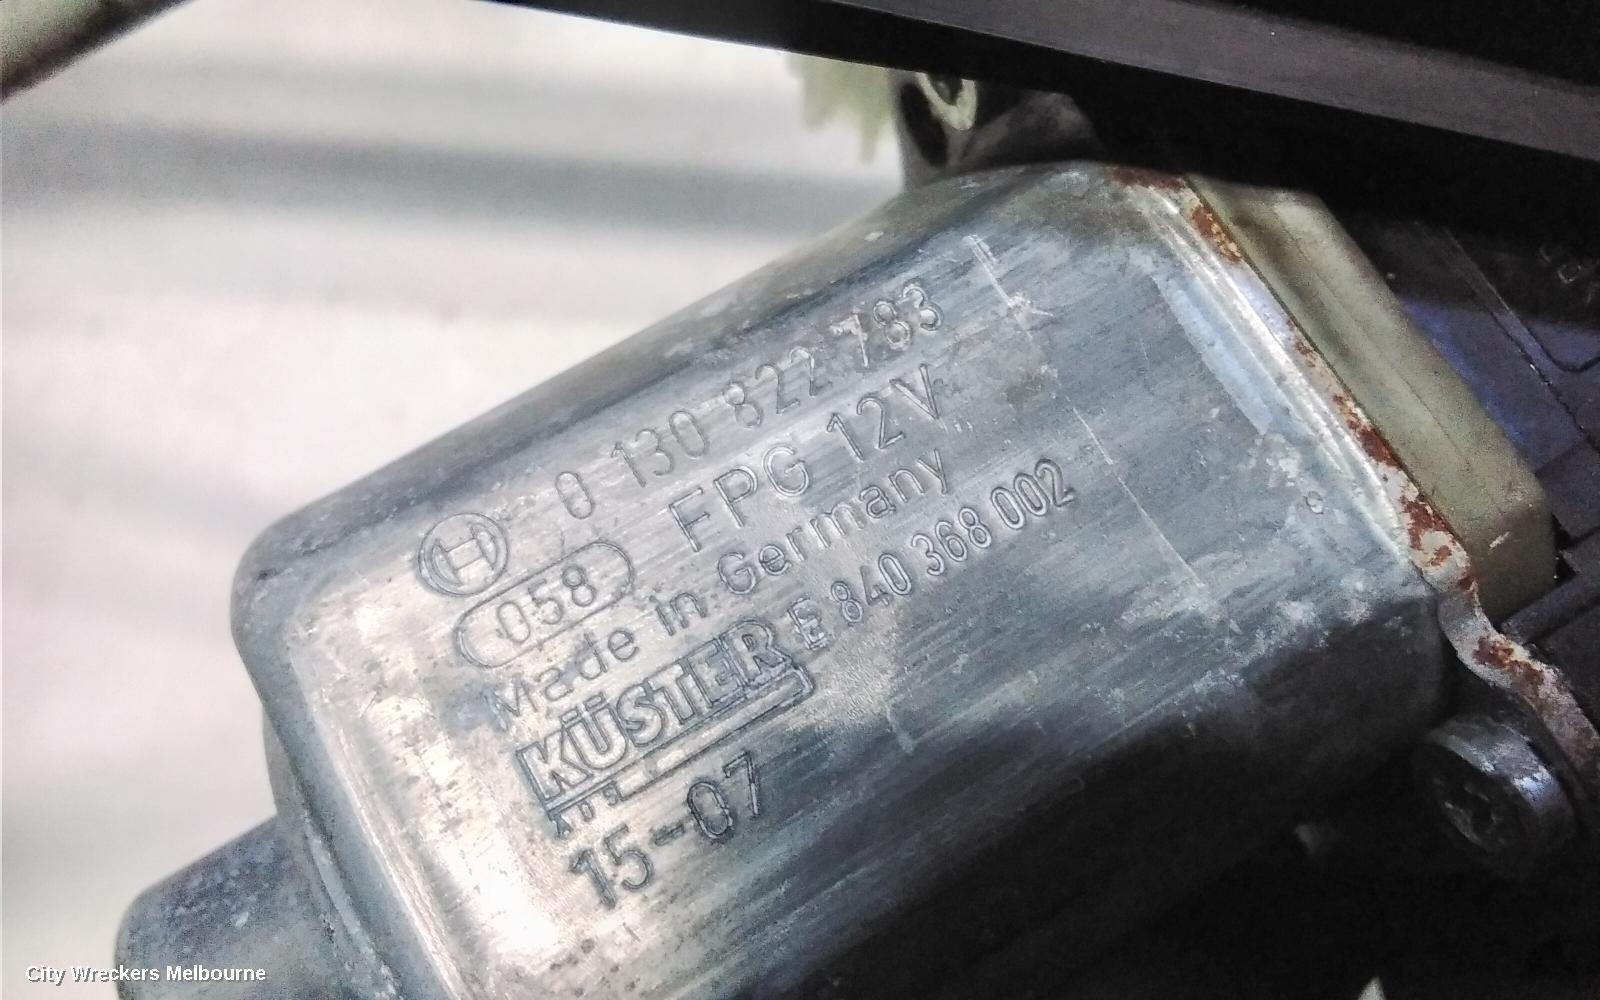 0 130 822 783
FPG 12V
058
Made in Germany
KÜSTER E 840 368 002
15-07
City Wreckers Melbourne